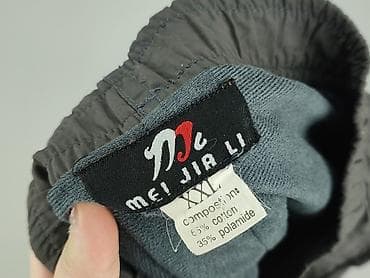 MEI JIA LI
XXL
composition:
65% cotton
35% polamide